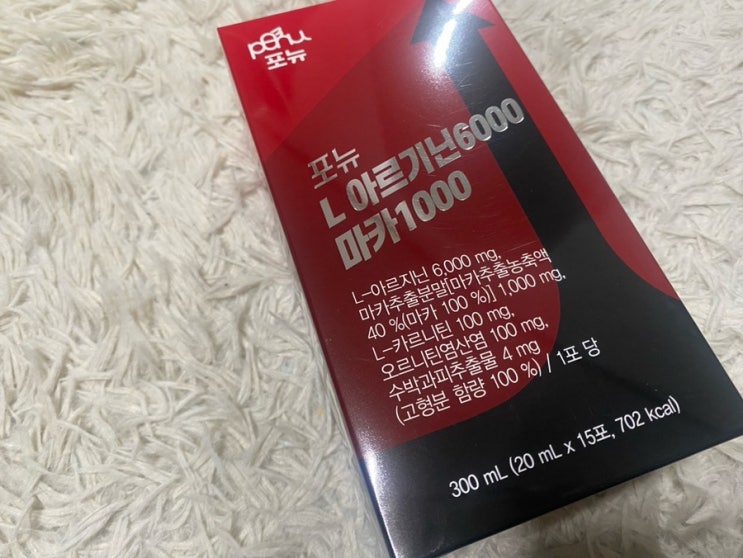 포뉴
포뉴
L 아르기닌6000
마카1000
L-아르지닌 6,000 mg,
마카추출분말[마카추출농축액
40 %(마카 100 %)] 1,000 mg,
L-카르니틴 100 mg,
오르니틴염산염 100 mg,
수박과피추출물 4 mg
(고형분 함량 100 %) / 1포 당
300 mL (20 mL x 15포, 702 kcal)